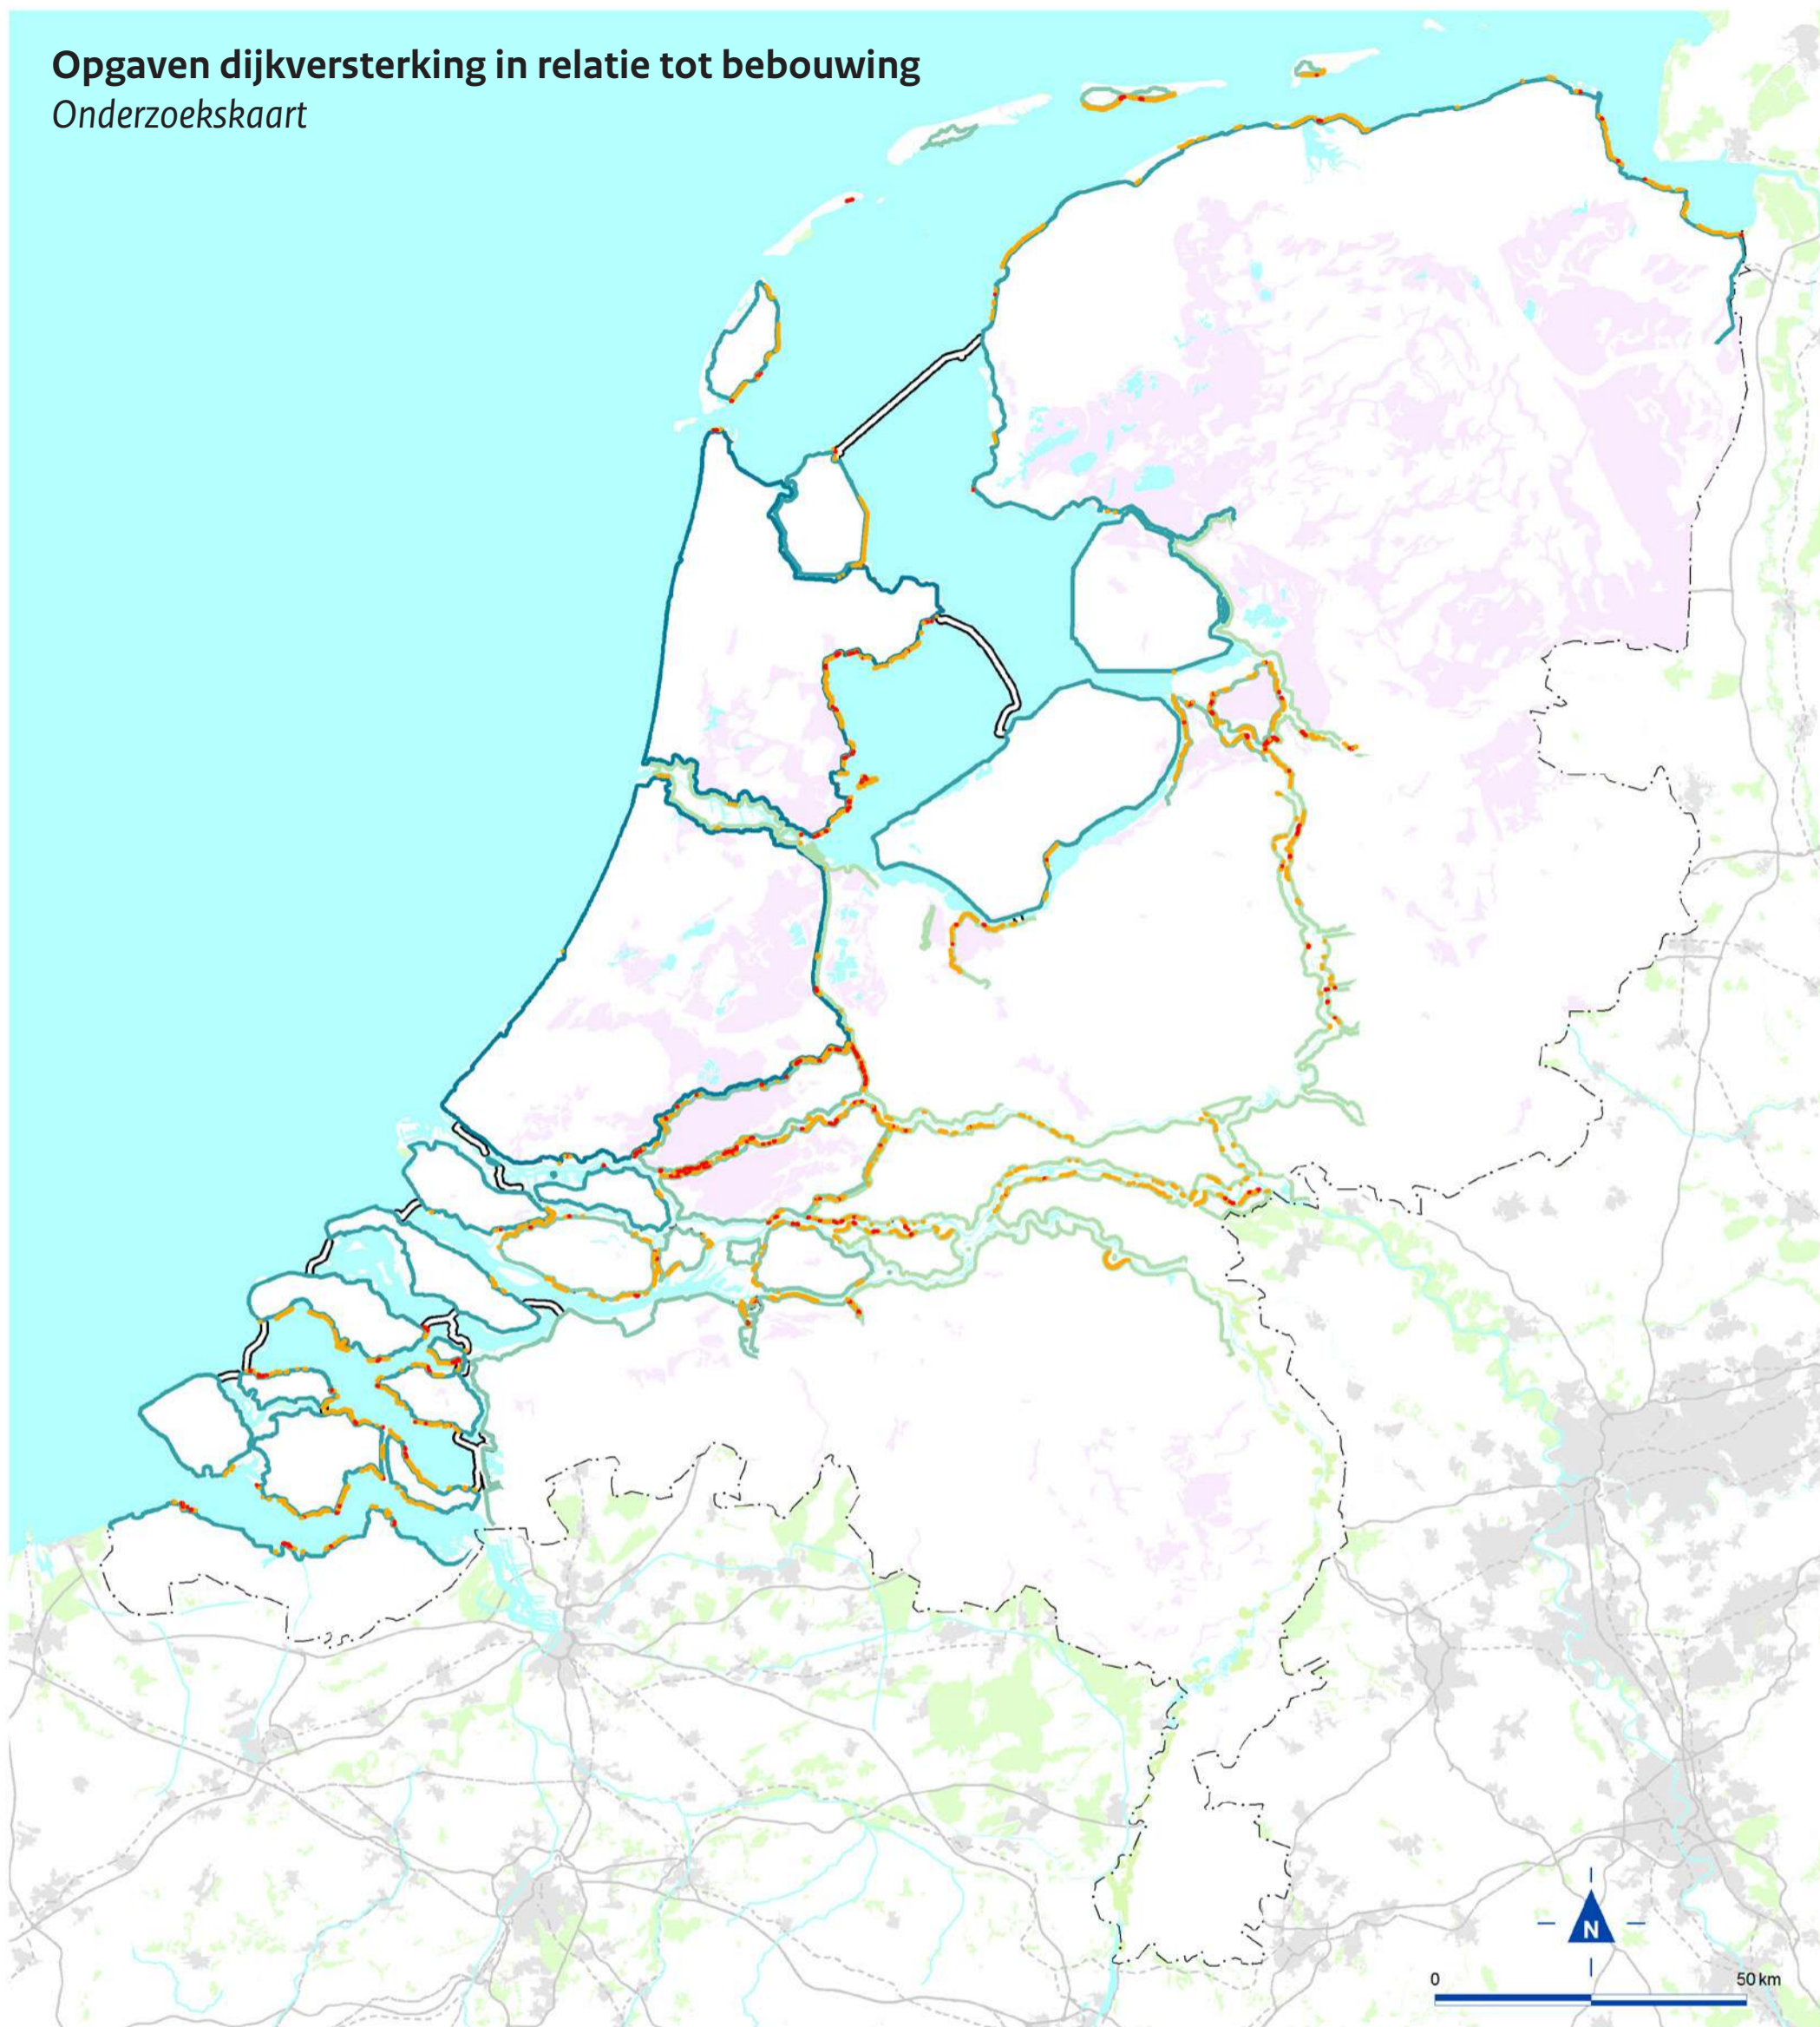 Opgaven dijkversterking in relatie tot bebouwing
Onderzoekskaart
N
0 50 km